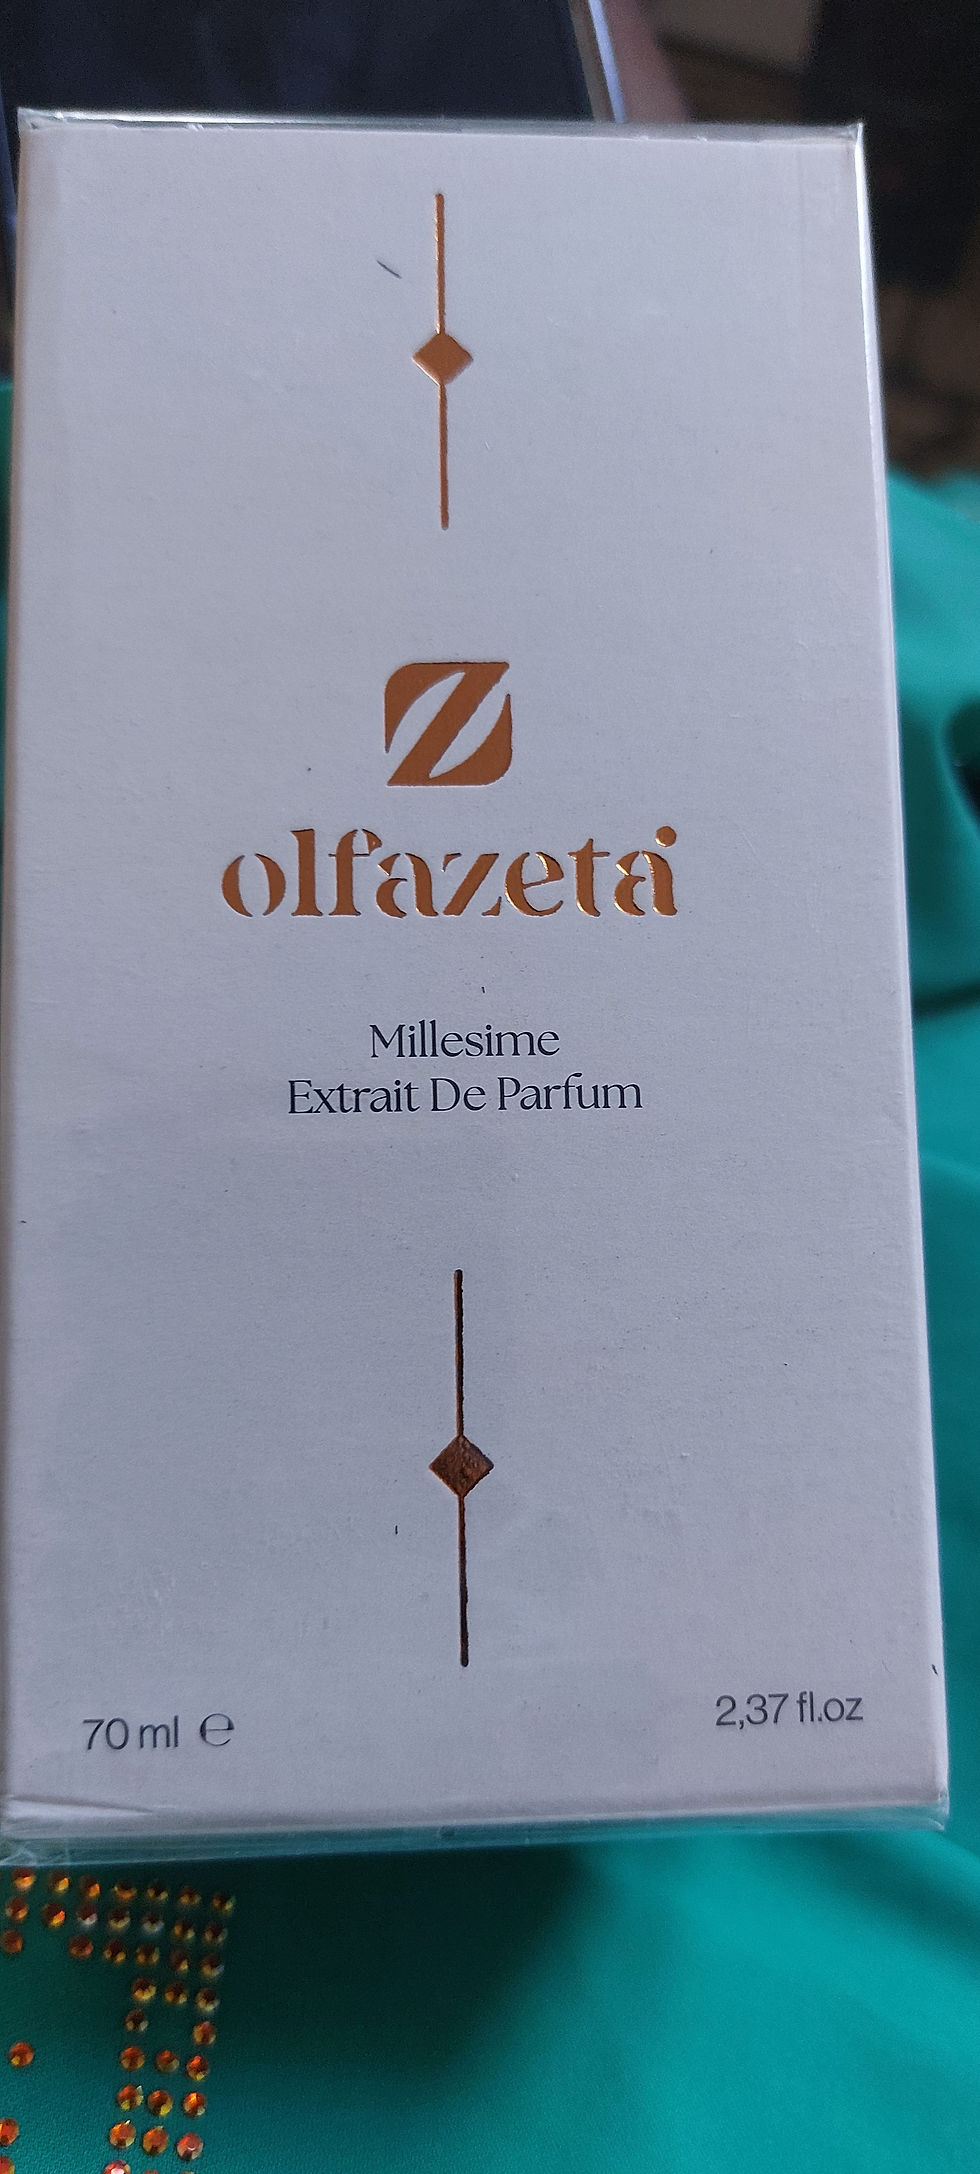 Z
olfazeta
Millesime
Extrait De Parfum
70 ml ℮
2,37 fl.oz